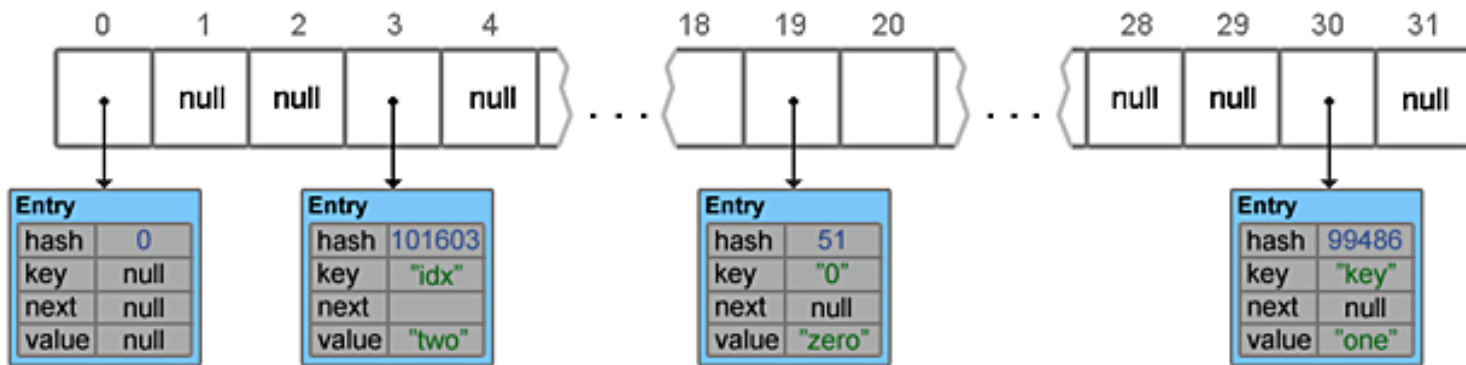 0 1 2 3 4 18 19 20 28 29 30 31
null null null . . . . . . null null null
Entry
hash 0
key null
next null
value null
Entry
hash 101603
key "idx"
next
value "two"
Entry
hash 51
key "0"
next null
value "zero"
Entry
hash 99486
key "key"
next null
value "one"